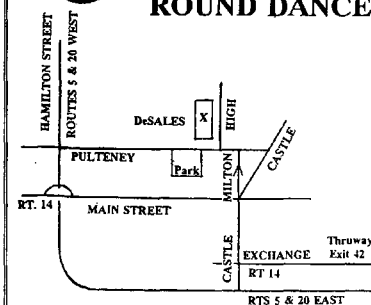 ROUND DANCE
HAMILTON STREET
ROUTES 5 & 20 WEST
DeSALES
X
HIGH
CASTLE
PULTENEY
Park
MILTON
RT. 14
MAIN STREET
CASTLE
EXCHANGE
Thruway
Exit 42
RT 14
RTS 5 & 20 EAST